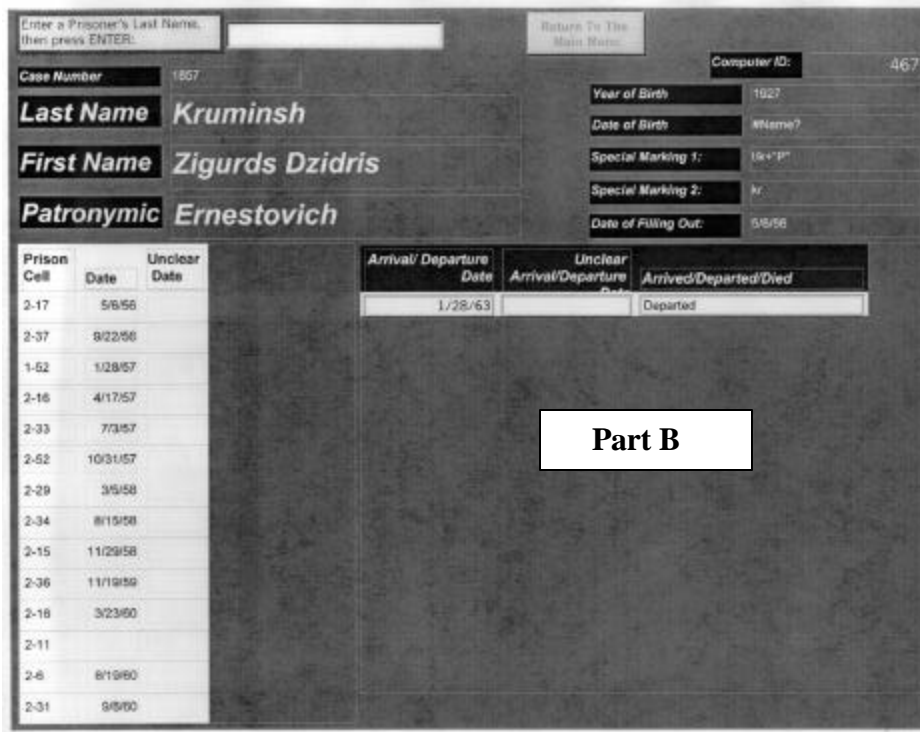 Enter a Prisoner's Last Name,
then press ENTER:
Return To The
Main Menu
Computer ID: 467
Case Number 1857
Last Name Kruminsh
First Name Zigurds Dzidris
Patronymic Ernestovich
Year of Birth 1927
Date of Birth #Name?
Special Marking 1:
Special Marking 2: kr
Date of Filling Out: 5/6/56
Prison Cell Date Unclear Date
2-17 5/6/56
2-37 9/22/56
1-52 1/28/57
2-16 4/17/57
2-33 7/3/57
2-52 10/31/57
2-29 3/5/58
2-34 8/15/58
2-15 11/29/58
2-36 11/19/59
2-16 3/23/60
2-11
2-6 8/19/60
2-31
Arrival/ Departure Date
Unclear Arrival/Departure
Arrived/Departed/Died
1/28/63 Departed
Part B